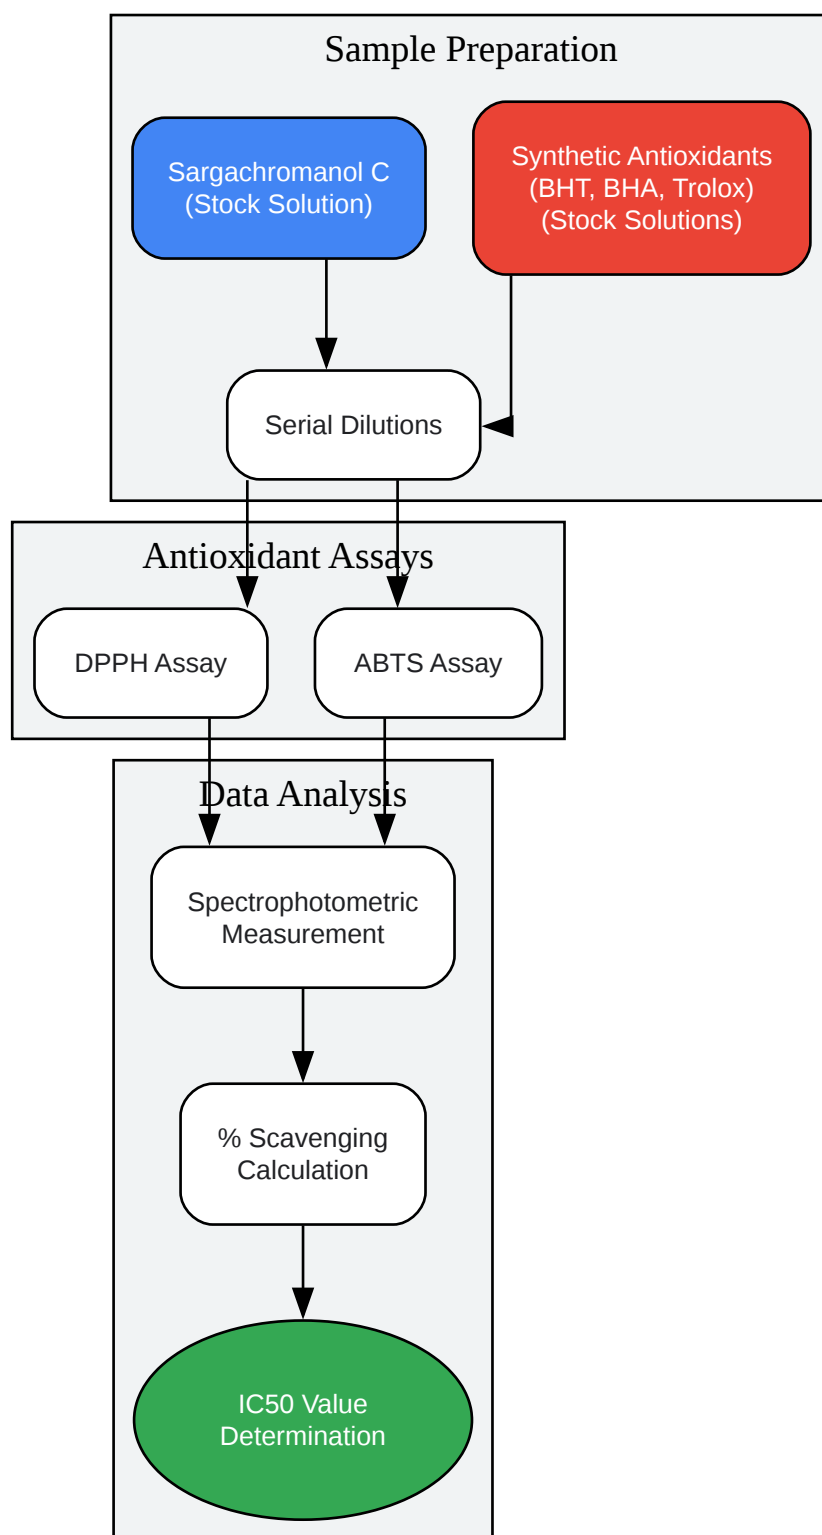 Sample Preparation
Sargachromanol C
(Stock Solution)
Synthetic Antioxidants
(BHT, BHA, Trolox)
(Stock Solutions)
Serial Dilutions
Antioxidant Assays
DPPH Assay
ABTS Assay
Data Analysis
Spectrophotometric
Measurement
% Scavenging
Calculation
IC50 Value
Determination